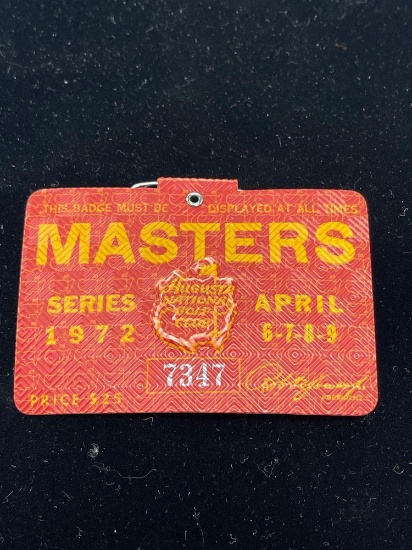 THIS BADGE MUST BE DISPLAYED AT ALL TIMES
MASTERS
SERIES
1972
AUGUSTA
NATIONAL
GOLF
CLUB
APRIL
6-7-8-9
7347
PRICE $25
PRESIDENT